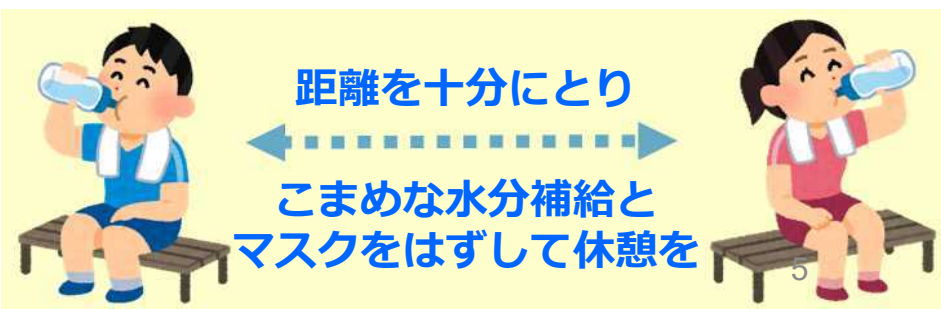 距離を十分にとり
こまめな水分補給と
マスクをはずして休憩を
5